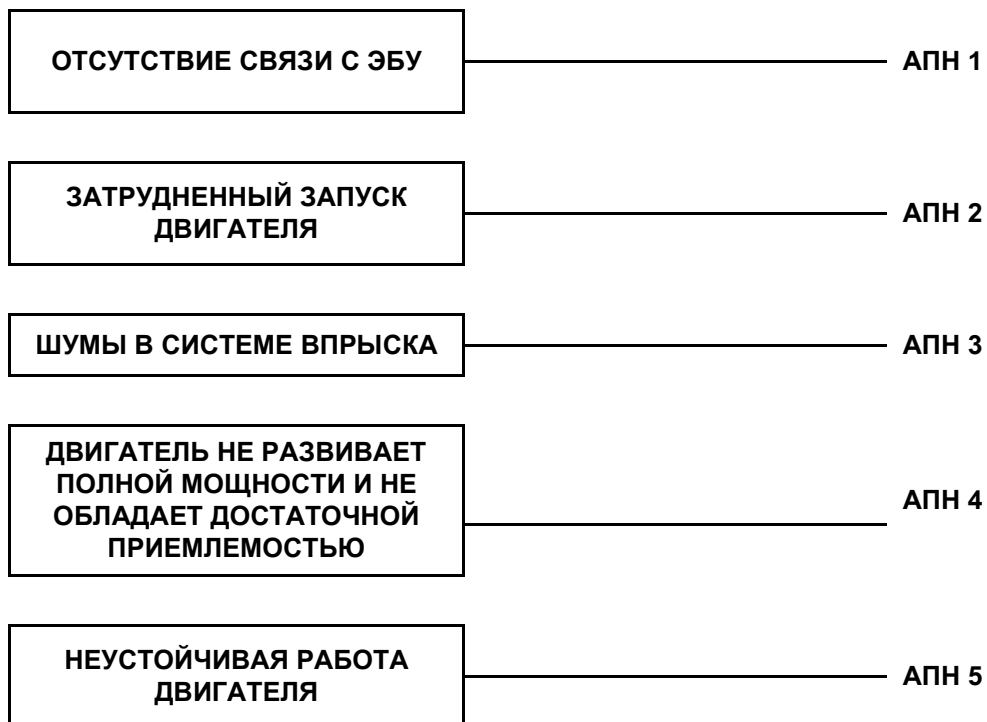 ОТСУТСТВИЕ СВЯЗИ С ЭБУ
АПН 1
ЗАТРУДНЕННЫЙ ЗАПУСК
ДВИГАТЕЛЯ
АПН 2
ШУМЫ В СИСТЕМЕ ВПРЫСКА
АПН 3
ДВИГАТЕЛЬ НЕ РАЗВИВАЕТ
ПОЛНОЙ МОЩНОСТИ И НЕ
ОБЛАДАЕТ ДОСТАТОЧНОЙ
ПРИЕМЛЕМОСТЬЮ
АПН 4
НЕУСТОЙЧИВАЯ РАБОТА
ДВИГАТЕЛЯ
АПН 5